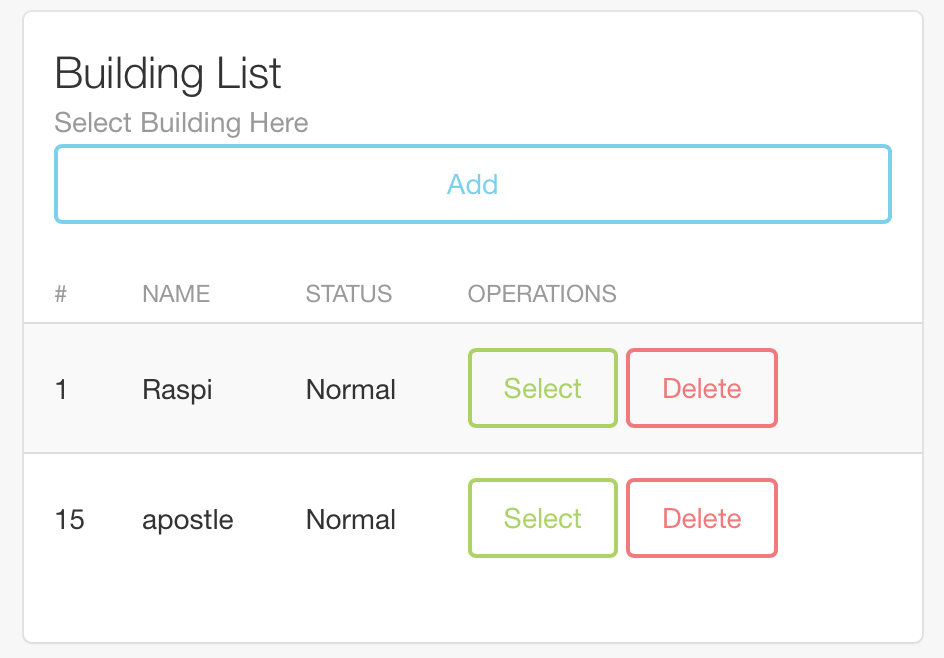 Building List
Select Building Here
Add
# NAME STATUS OPERATIONS
1 Raspi Normal Select Delete
15 apostle Normal Select Delete